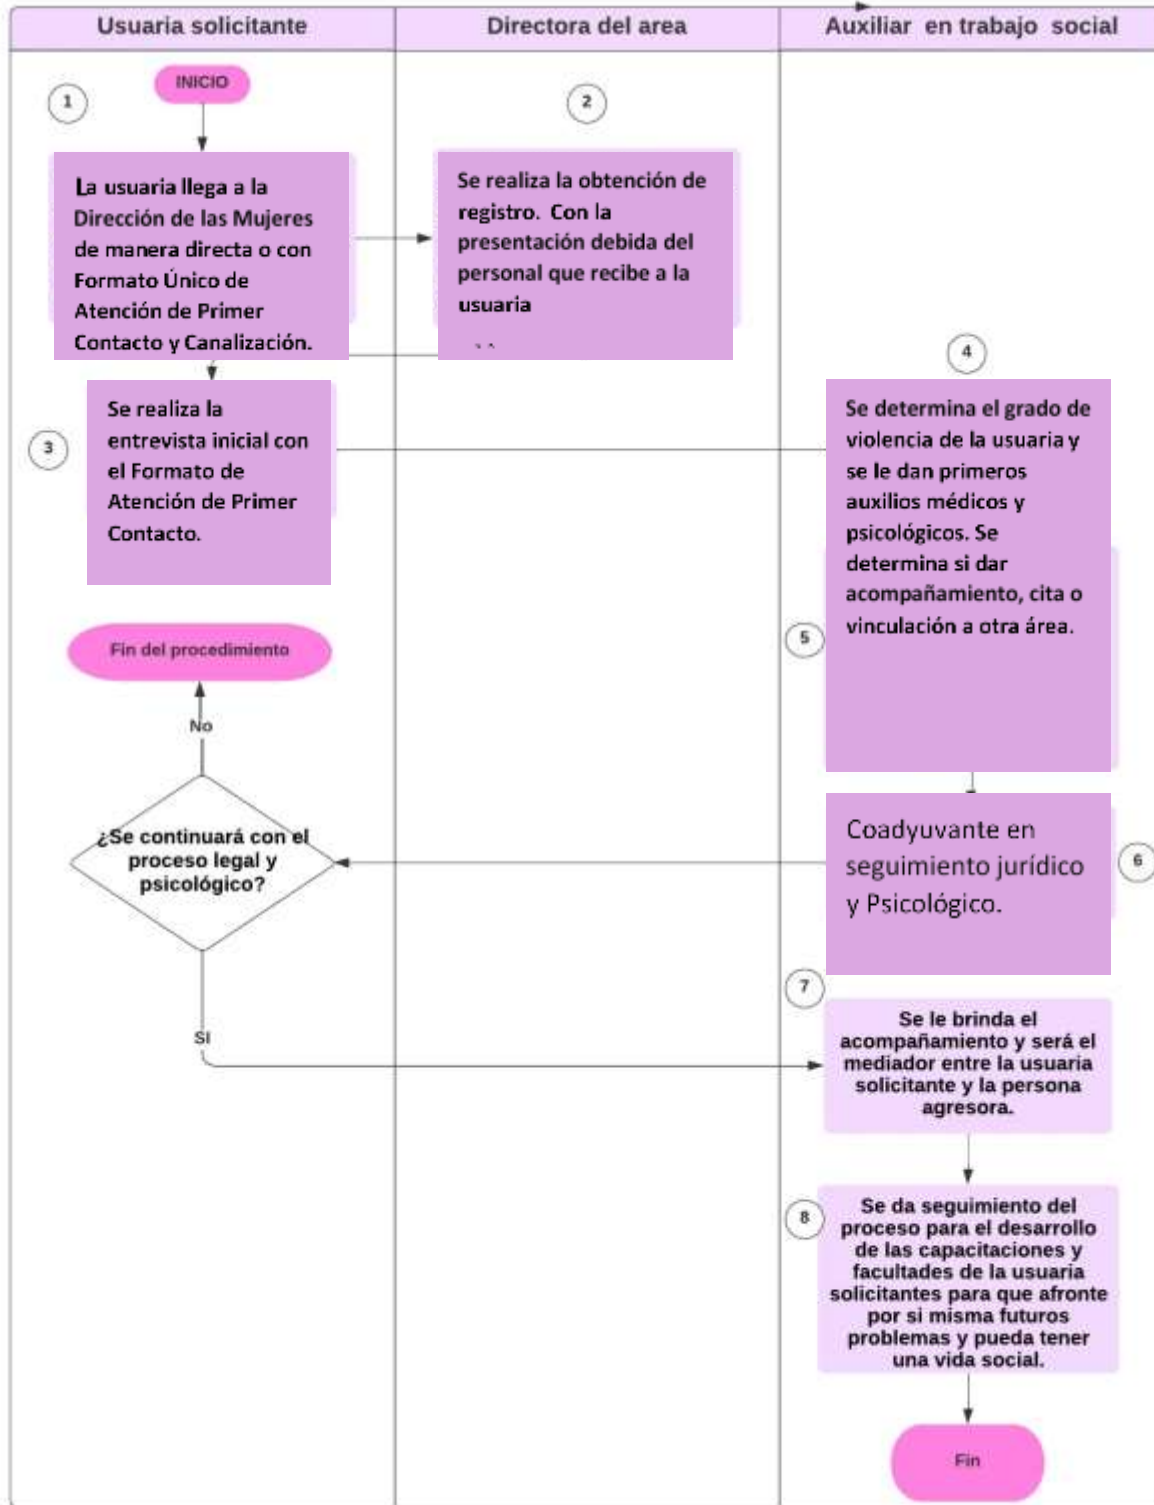 Usuaria solicitante
Directora del area
Auxiliar en trabajo social
INICIO
1
2
La usuaria llega a la
Dirección de las Mujeres
de manera directa o con
Formato Único de
Atención de Primer
Contacto y Canalización.
Se realiza la obtención de
registro. Con la
presentación debida del
personal que recibe a la
usuaria
3
Se realiza la
entrevista inicial con
el Formato de
Atención de Primer
Contacto.
4
Se determina el grado de
violencia de la usuaria y
se le dan primeros
auxilios médicos y
psicológicos. Se
determina si dar
acompañamiento, cita o
vinculación a otra área.
5
Fin del procedimiento
No
¿Se continuará con el
proceso legal y
psicológico?
Coadyuvante en
seguimiento jurídico
y Psicológico.
6
SI
7
Se le brinda el
acompañamiento y será el
mediador entre la usuaria
solicitante y la persona
agresora.
8
Se da seguimiento del
proceso para el desarrollo
de las capacitaciones y
facultades de la usuaria
solicitantes para que afronte
por si misma futuros
problemas y pueda tener
una vida social.
Fin